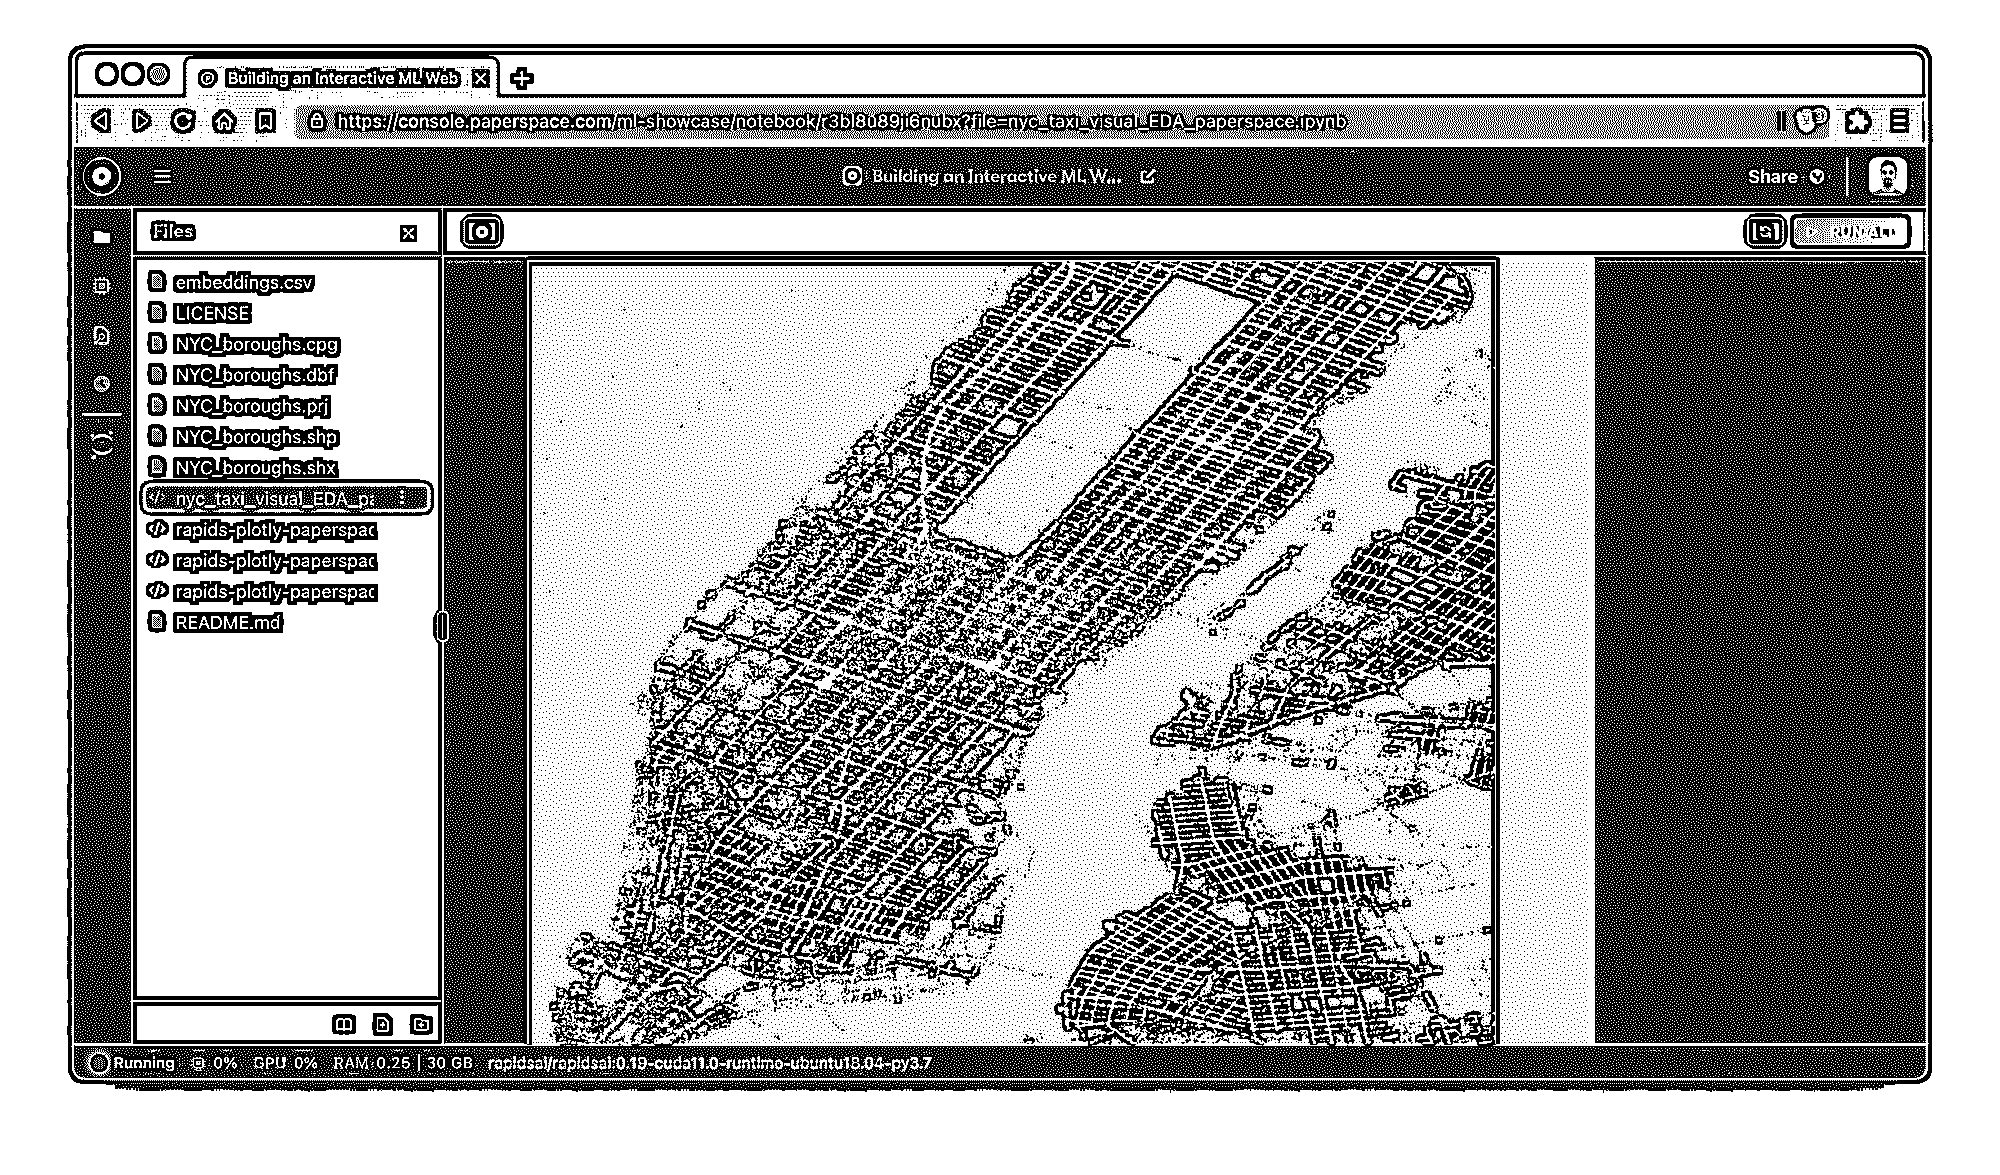 Building an Interactive ML Web
https://console.paperspace.com/ml-showcase/notebook/r3bl8u89ji6nubx?file=nyc_taxi_visual_EDA_paperspace.ipynb
Building an Interactive ML W...
Share
Files
RUN ALL
embeddings.csv
LICENSE
NYC_boroughs.cpg
NYC_boroughs.dbf
NYC_boroughs.prj
NYC_boroughs.shp
NYC_boroughs.shx
nyc_taxi_visual_EDA_pa
rapids-plotly-paperspac
rapids-plotly-paperspac
rapids-plotly-paperspac
README.md
Running 0% GPU 0% RAM 0.25 | 30 GB rapidsai/rapidsai:0.19-cuda11.0-runtime-ubuntu18.04-py3.7